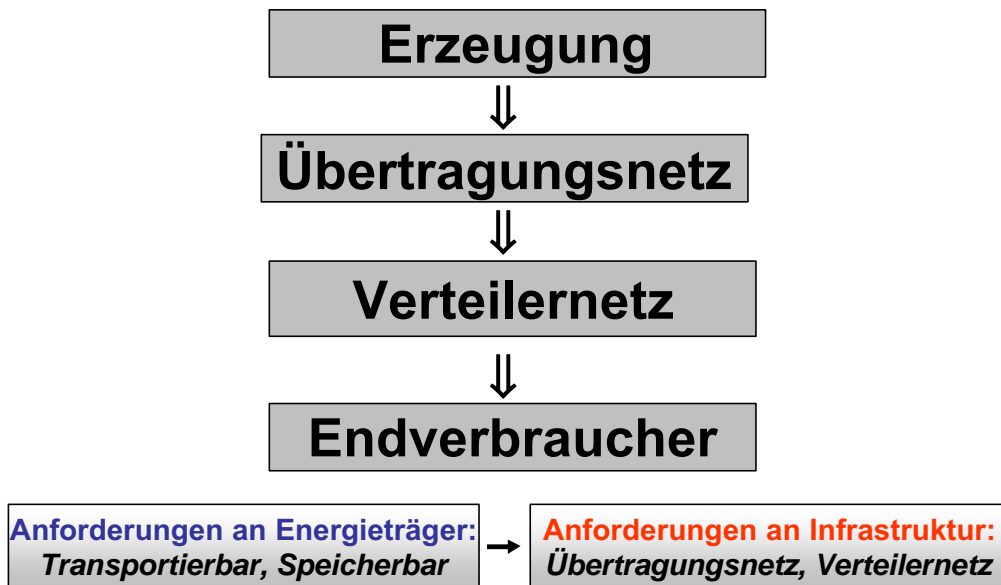 Erzeugung
⇓
Übertragungsnetz
⇓
Verteilernetz
⇓
Endverbraucher
Anforderungen an Energieträger:
Transportierbar, Speicherbar
→
Anforderungen an Infrastruktur:
Übertragungsnetz, Verteilernetz